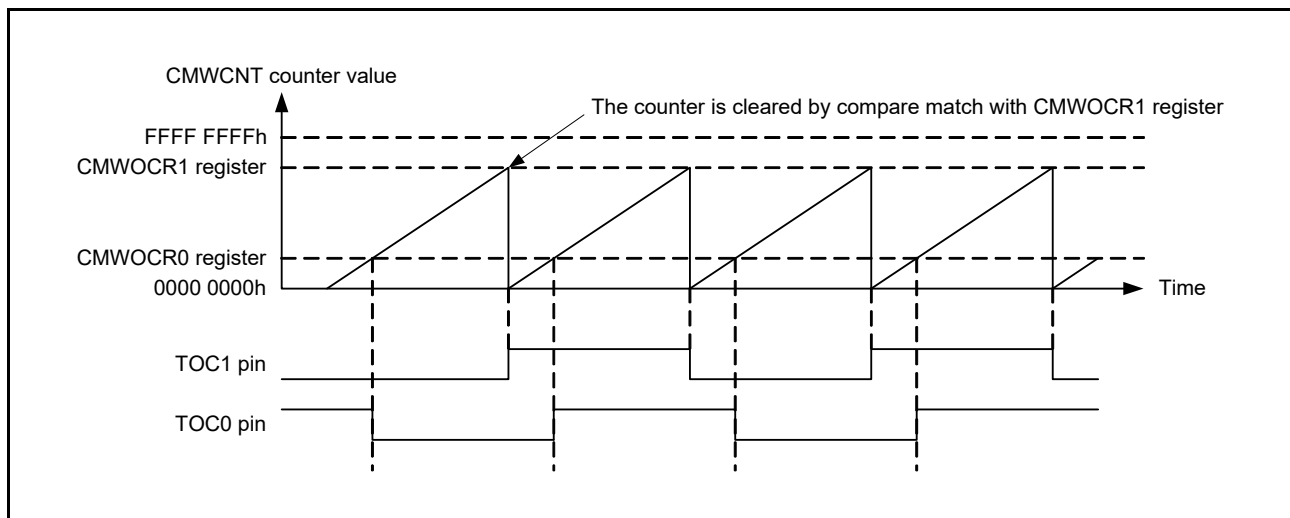 CMWCNT counter value
The counter is cleared by compare match with CMWOCR1 register
FFFF FFFFh
CMWOCR1 register
CMWOCR0 register
0000 0000h
Time
TOC1 pin
TOC0 pin